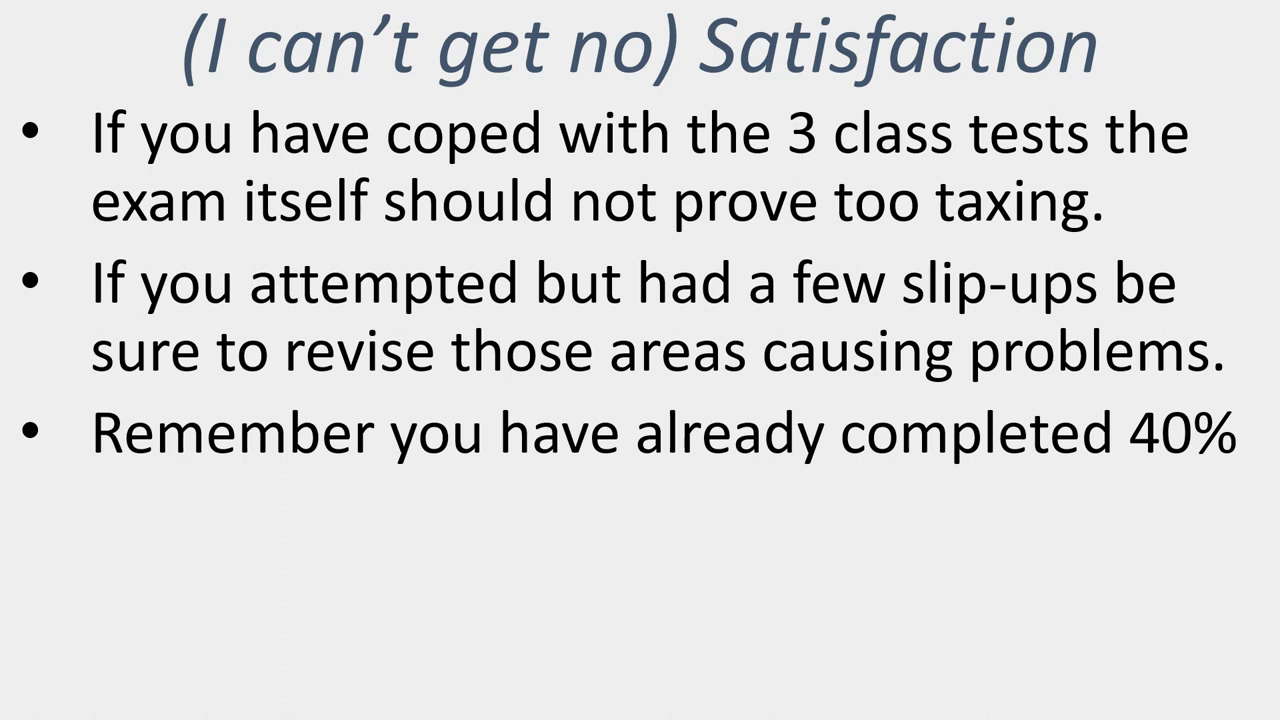 (I can’t get no) Satisfaction
• If you have coped with the 3 class tests the
exam itself should not prove too taxing.
• If you attempted but had a few slip-ups be
sure to revise those areas causing problems.
• Remember you have already completed 40%